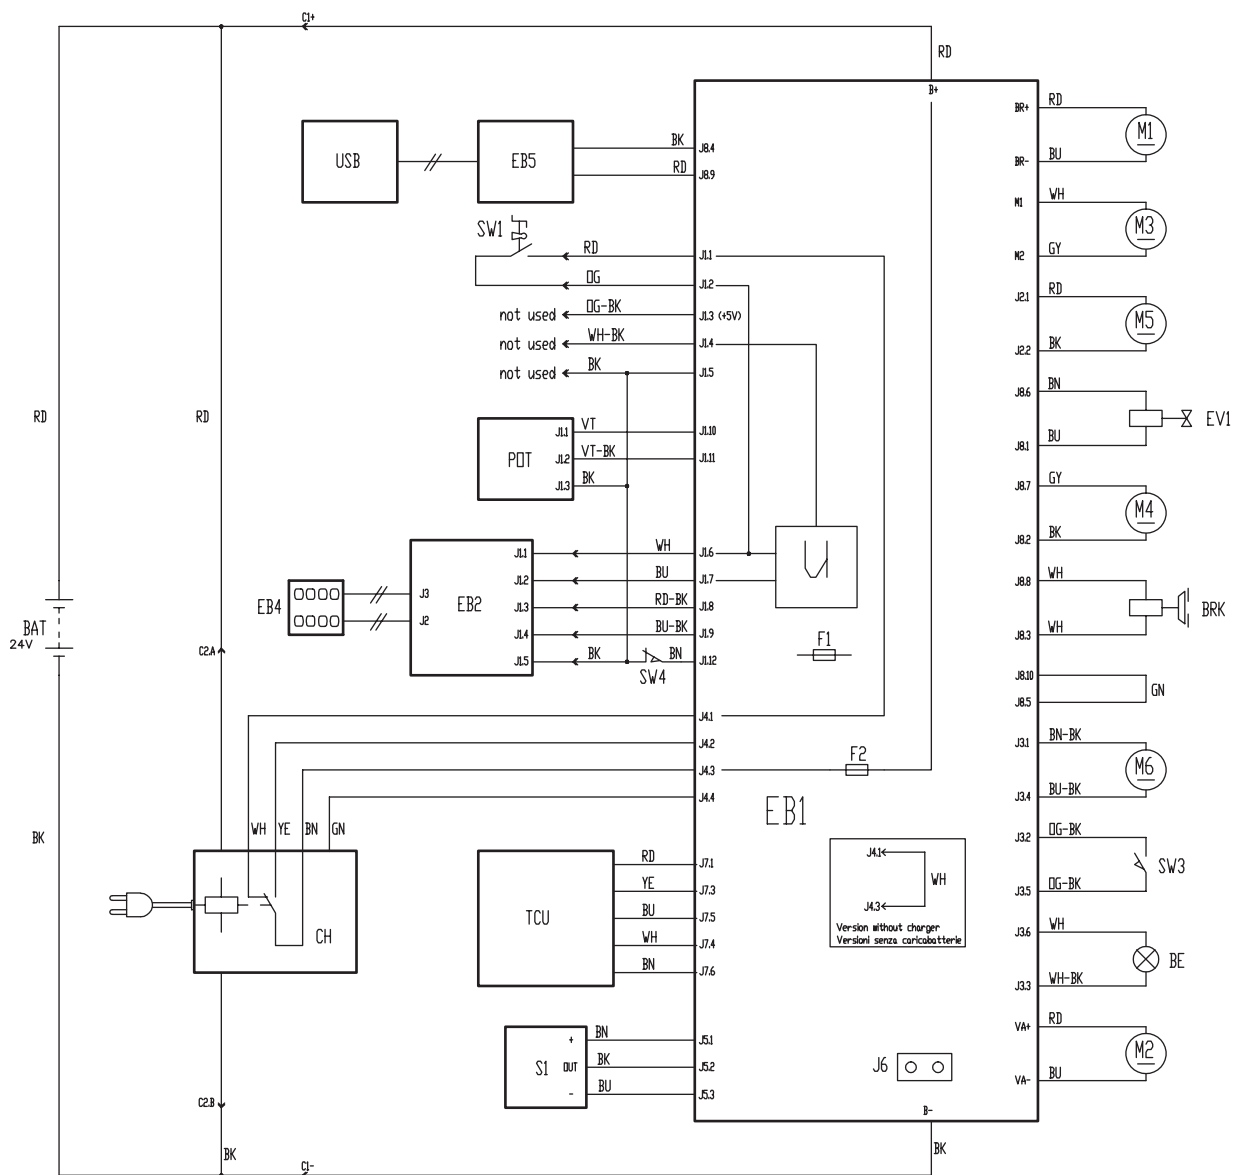 C1+
RD
B+
USB
EB5
BK
J8.4
RD
J8.9
SW1
RD
J1.1
OG
J1.2
not used
OG-BK
J1.3 (+5V)
not used
WH-BK
J1.4
not used
BK
J1.5
RD
RD
POT
J1.1
VT
J1.10
J1.2
VT-BK
J1.11
J1.3
BK
EB4
J3
J2
EB2
J1.1
WH
J1.6
J1.2
BU
J1.7
J1.3
RD-BK
J1.8
J1.4
BU-BK
J1.9
J1.5
BK
SW4
BN
J1.12
F1
BAT
24V
C2.A
J4.1
J4.2
J4.3
F2
J4.4
EB1
BK
WH
YE
BN
GN
CH
TCU
RD
J7.1
YE
J7.3
BU
J7.5
WH
J7.4
BN
J7.6
J4.1
WH
J4.3
Version without charger
Versioni senza caricabatterie
S1
+
BN
J5.1
OUT
BK
J5.2
-
BU
J5.3
J6
C2.B
BK
C1-
B-
BK
BR+
RD
M1
BR-
BU
M1
WH
M3
M2
GY
J2.1
RD
M5
J2.2
BK
J8.6
BN
EV1
J8.1
BU
J8.7
GY
M4
J8.2
BK
J8.8
WH
BRK
J8.3
WH
J8.10
GN
J8.5
J3.1
BN-BK
M6
J3.4
BU-BK
J3.2
OG-BK
SW3
J3.5
OG-BK
J3.6
WH
BE
J3.3
WH-BK
VA+
RD
M2
VA-
BU